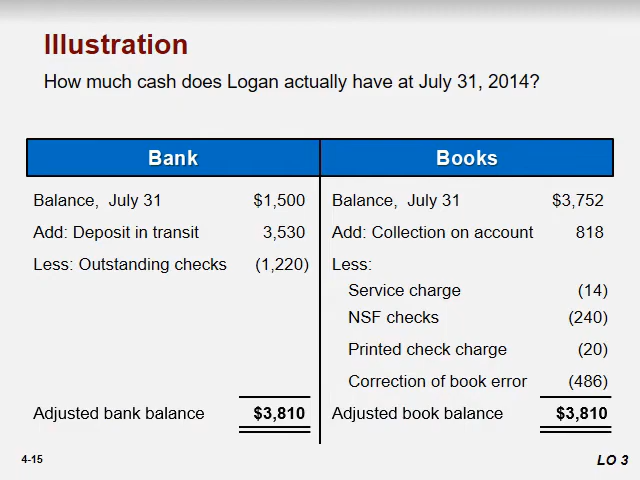 Illustration
How much cash does Logan actually have at July 31, 2014?
Bank Books
Balance, July 31 $1,500 Balance, July 31 $3,752
Add: Deposit in transit 3,530 Add: Collection on account 818
Less: Outstanding checks (1,220) Less:
Service charge (14)
NSF checks (240)
Printed check charge (20)
Correction of book error (486)
Adjusted bank balance $3,810 Adjusted book balance $3,810
4-15 LO 3